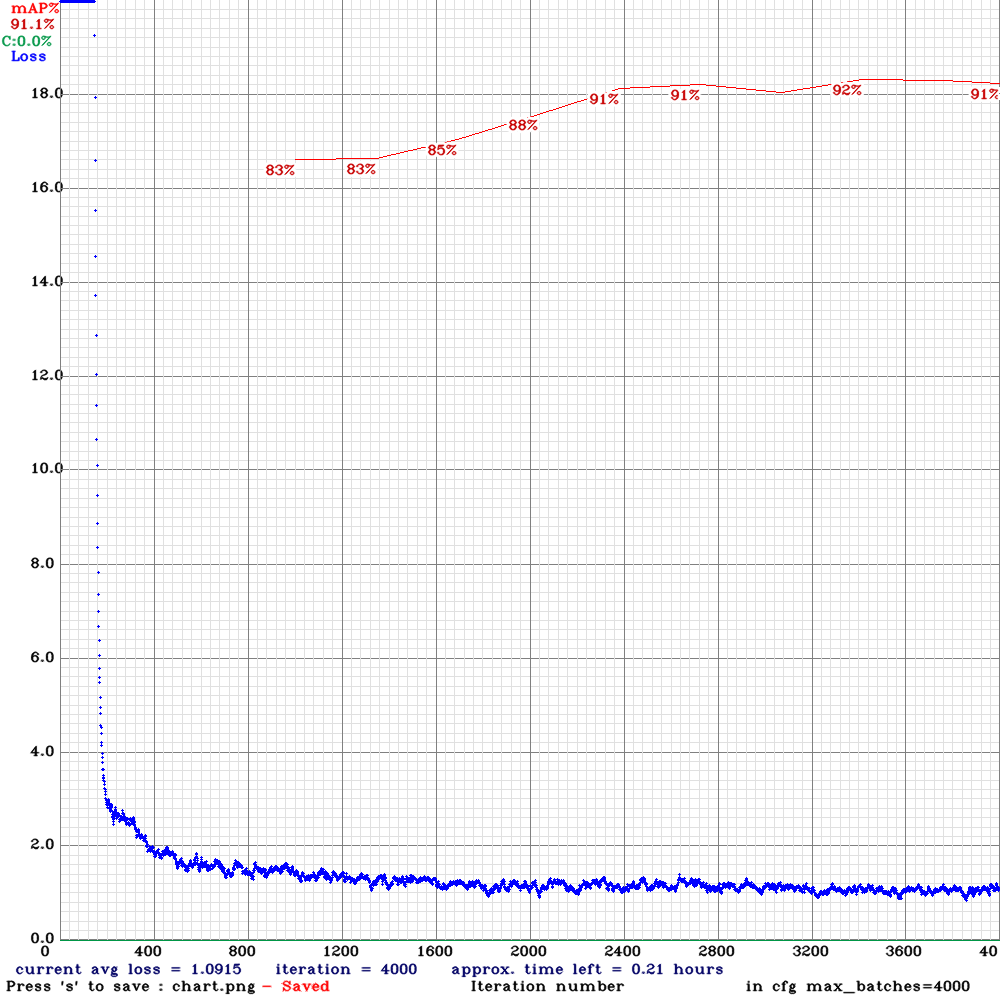 mAP%
91.1%
C:0.0%
Loss
18.0
91% 91% 92% 91%
88%
85%
83% 83%
16.0
14.0
12.0
10.0
8.0
6.0
4.0
2.0
0.0
0 400 800 1200 1600 2000 2400 2800 3200 3600 40
current avg loss = 1.0915 iteration = 4000 approx. time left = 0.21 hours
Press 's' to save : chart.png - Saved Iteration number in cfg max_batches=4000